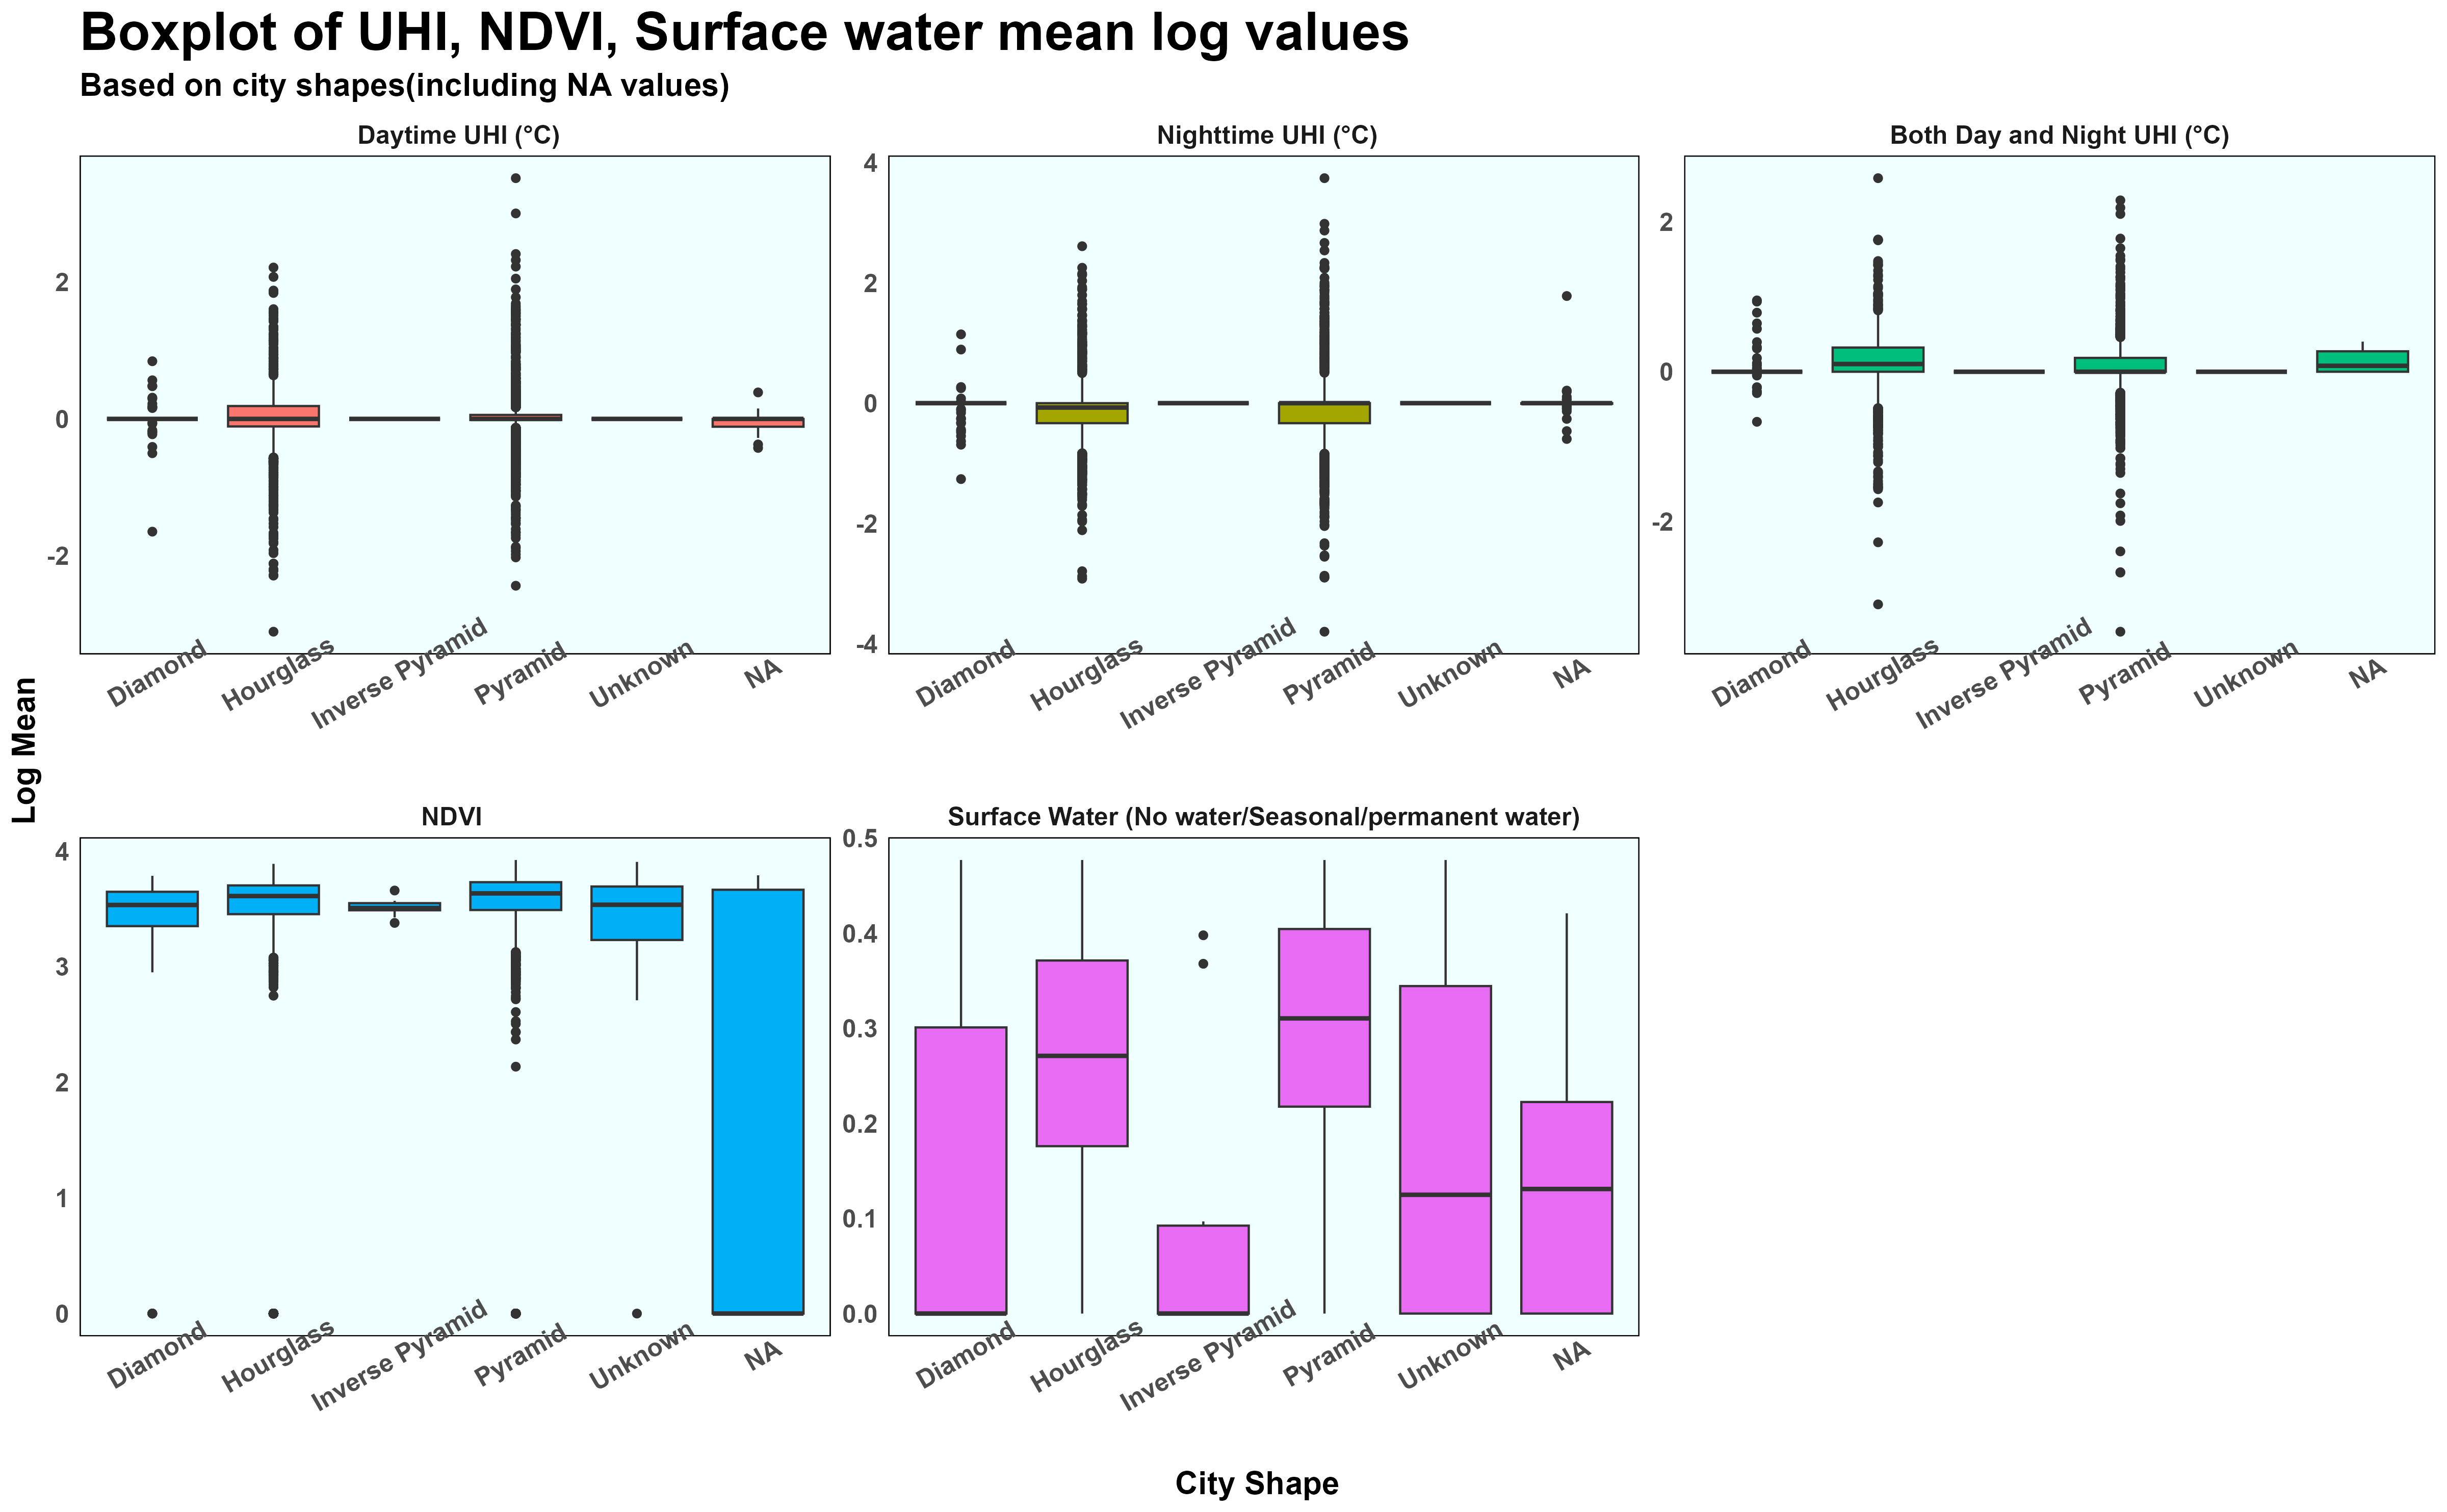 Boxplot of UHI, NDVI, Surface water mean log values
Based on city shapes(including NA values)
Daytime UHI (°C)
2
0
-2
Diamond
Hourglass
Inverse Pyramid
Pyramid
Unknown
NA
Nighttime UHI (°C)
4
2
0
-2
-4
Diamond
Hourglass
Inverse Pyramid
Pyramid
Unknown
NA
Both Day and Night UHI (°C)
2
0
-2
Diamond
Hourglass
Inverse Pyramid
Pyramid
Unknown
NA
Log Mean
NDVI
4
3
2
1
0
Diamond
Hourglass
Inverse Pyramid
Pyramid
Unknown
NA
Surface Water (No water/Seasonal/permanent water)
0.5
0.4
0.3
0.2
0.1
0.0
Diamond
Hourglass
Inverse Pyramid
Pyramid
Unknown
NA
City Shape